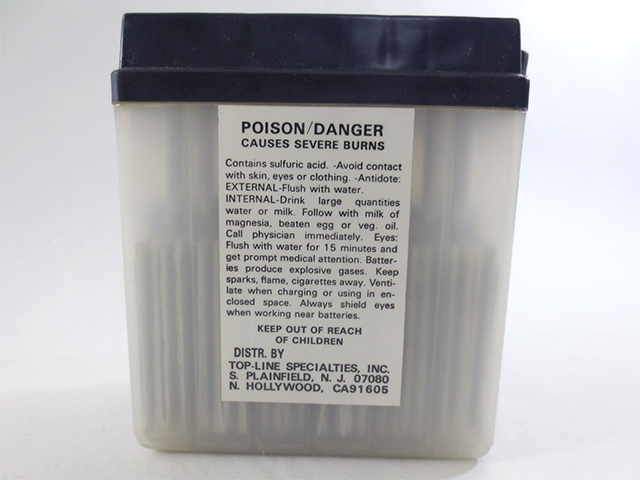 POISON/DANGER
CAUSES SEVERE BURNS
Contains sulfuric acid. -Avoid contact
with skin, eyes or clothing. -Antidote:
EXTERNAL-Flush with water.
INTERNAL-Drink large quantities
water or milk. Follow with milk of
magnesia, beaten egg or veg. oil.
Call physician immediately. Eyes:
Flush with water for 15 minutes and
get prompt medical attention. Batter-
ies produce explosive gases. Keep
sparks, flame, cigarettes away. Venti-
late when charging or using in en-
closed space. Always shield eyes
when working near batteries.
KEEP OUT OF REACH
OF CHILDREN
DISTR. BY
TOP-LINE SPECIALTIES, INC.
S. PLAINFIELD, N. J. 07080
N. HOLLYWOOD, CA91605